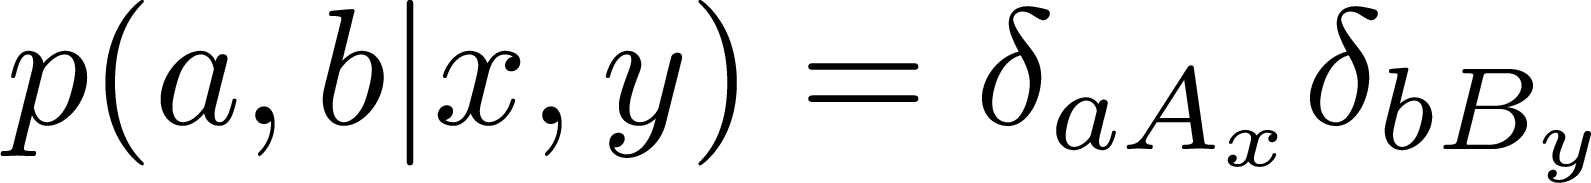 p(a, b|x, y) = δ_{aA_x} δ_{bB_y}